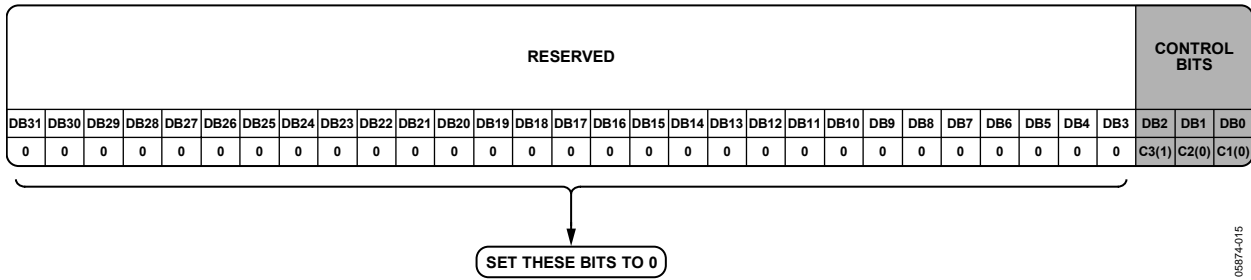 RESERVED
CONTROL
BITS
DB31 DB30 DB29 DB28 DB27 DB26 DB25 DB24 DB23 DB22 DB21 DB20 DB19 DB18 DB17 DB16 DB15 DB14 DB13 DB12 DB11 DB10 DB9 DB8 DB7 DB6 DB5 DB4 DB3 DB2 DB1 DB0
0 0 0 0 0 0 0 0 0 0 0 0 0 0 0 0 0 0 0 0 0 0 0 0 0 0 0 0 0 C3(1) C2(0) C1(0)
SET THESE BITS TO 0
05874-015